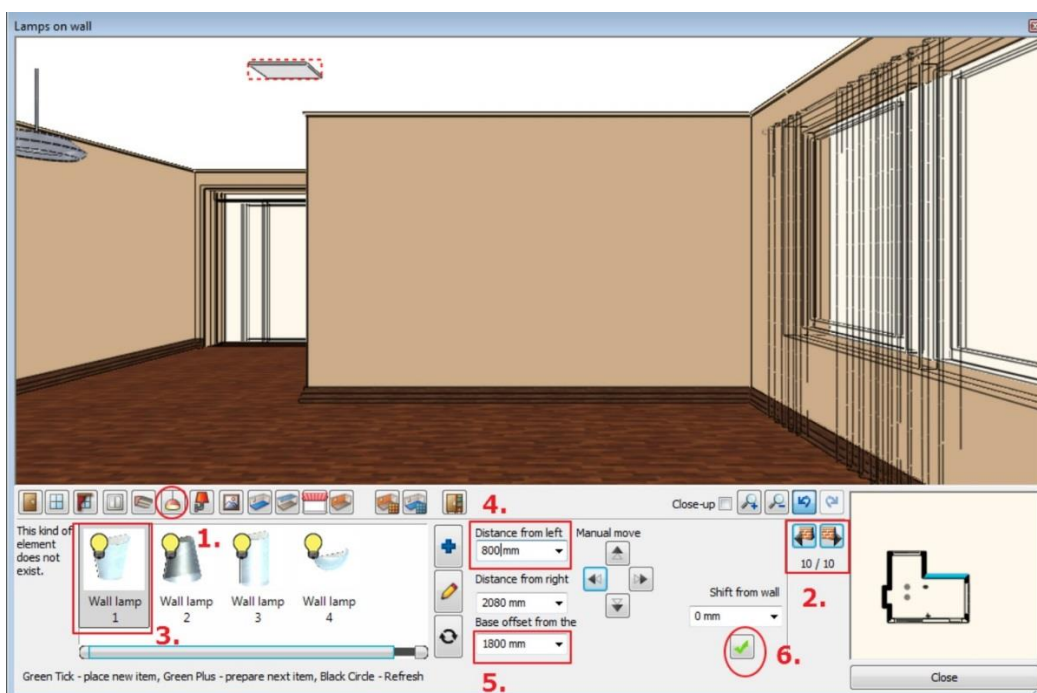 Lamps on wall
Close-up
This kind of
element
does not
exist.
Wall lamp
1
Wall lamp
2
Wall lamp
3
Wall lamp
4
1.
3.
4.
Distance from left
800 mm
Distance from right
2080 mm
Base offset from the
1800 mm
5.
Manual move
Shift from wall
0 mm
6.
10 / 10
2.
Green Tick - place new item, Green Plus - prepare next item, Black Circle - Refresh
Close